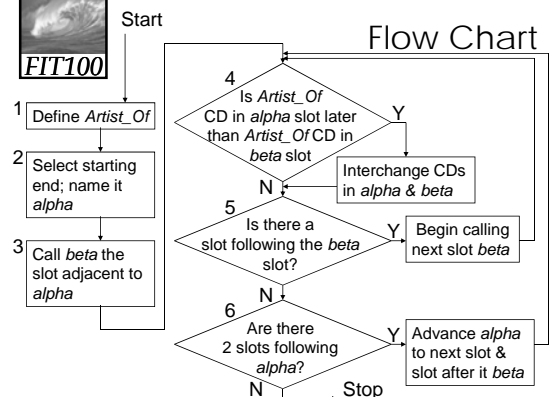 Start
Flow Chart
FIT100
1
Define Artist_Of
2
Select starting
end; name it
alpha
3
Call beta the
slot adjacent to
alpha
4
Is Artist_Of
CD in alpha slot later
than Artist_Of CD in
beta slot
Y
Interchange CDs
in alpha & beta
N
5
Is there a
slot following the beta
slot?
Y
Begin calling
next slot beta
N
6
Are there
2 slots following
alpha?
Y
Advance alpha
to next slot &
slot after it beta
N
Stop